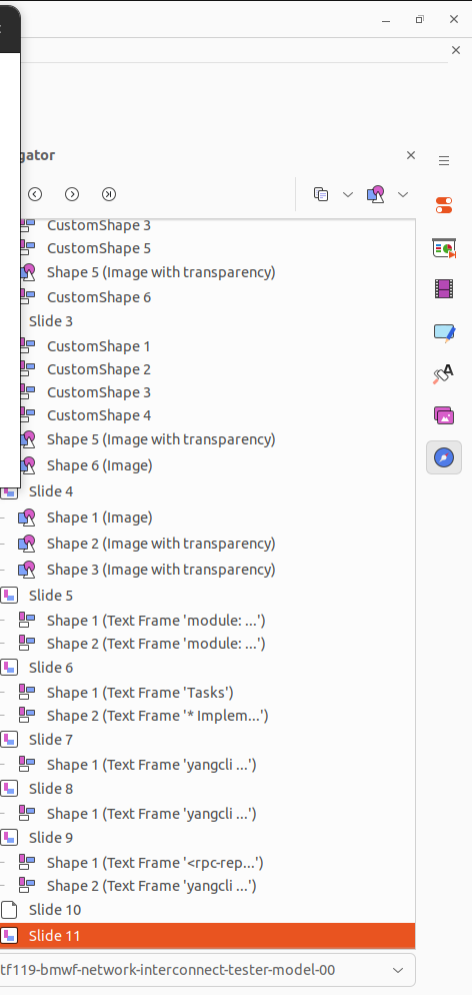 gator
CustomShape 3
CustomShape 5
Shape 5 (Image with transparency)
CustomShape 6
Slide 3
CustomShape 1
CustomShape 2
CustomShape 3
CustomShape 4
Shape 5 (Image with transparency)
Shape 6 (Image)
Slide 4
Shape 1 (Image)
Shape 2 (Image with transparency)
Shape 3 (Image with transparency)
Slide 5
Shape 1 (Text Frame 'module: ...')
Shape 2 (Text Frame 'module: ...')
Slide 6
Shape 1 (Text Frame 'Tasks')
Shape 2 (Text Frame '* Implem...')
Slide 7
Shape 1 (Text Frame 'yangcli ...')
Slide 8
Shape 1 (Text Frame 'yangcli ...')
Slide 9
Shape 1 (Text Frame '<rpc-rep...')
Shape 2 (Text Frame 'yangcli ...')
Slide 10
Slide 11
tf119-bmwf-network-interconnect-tester-model-00